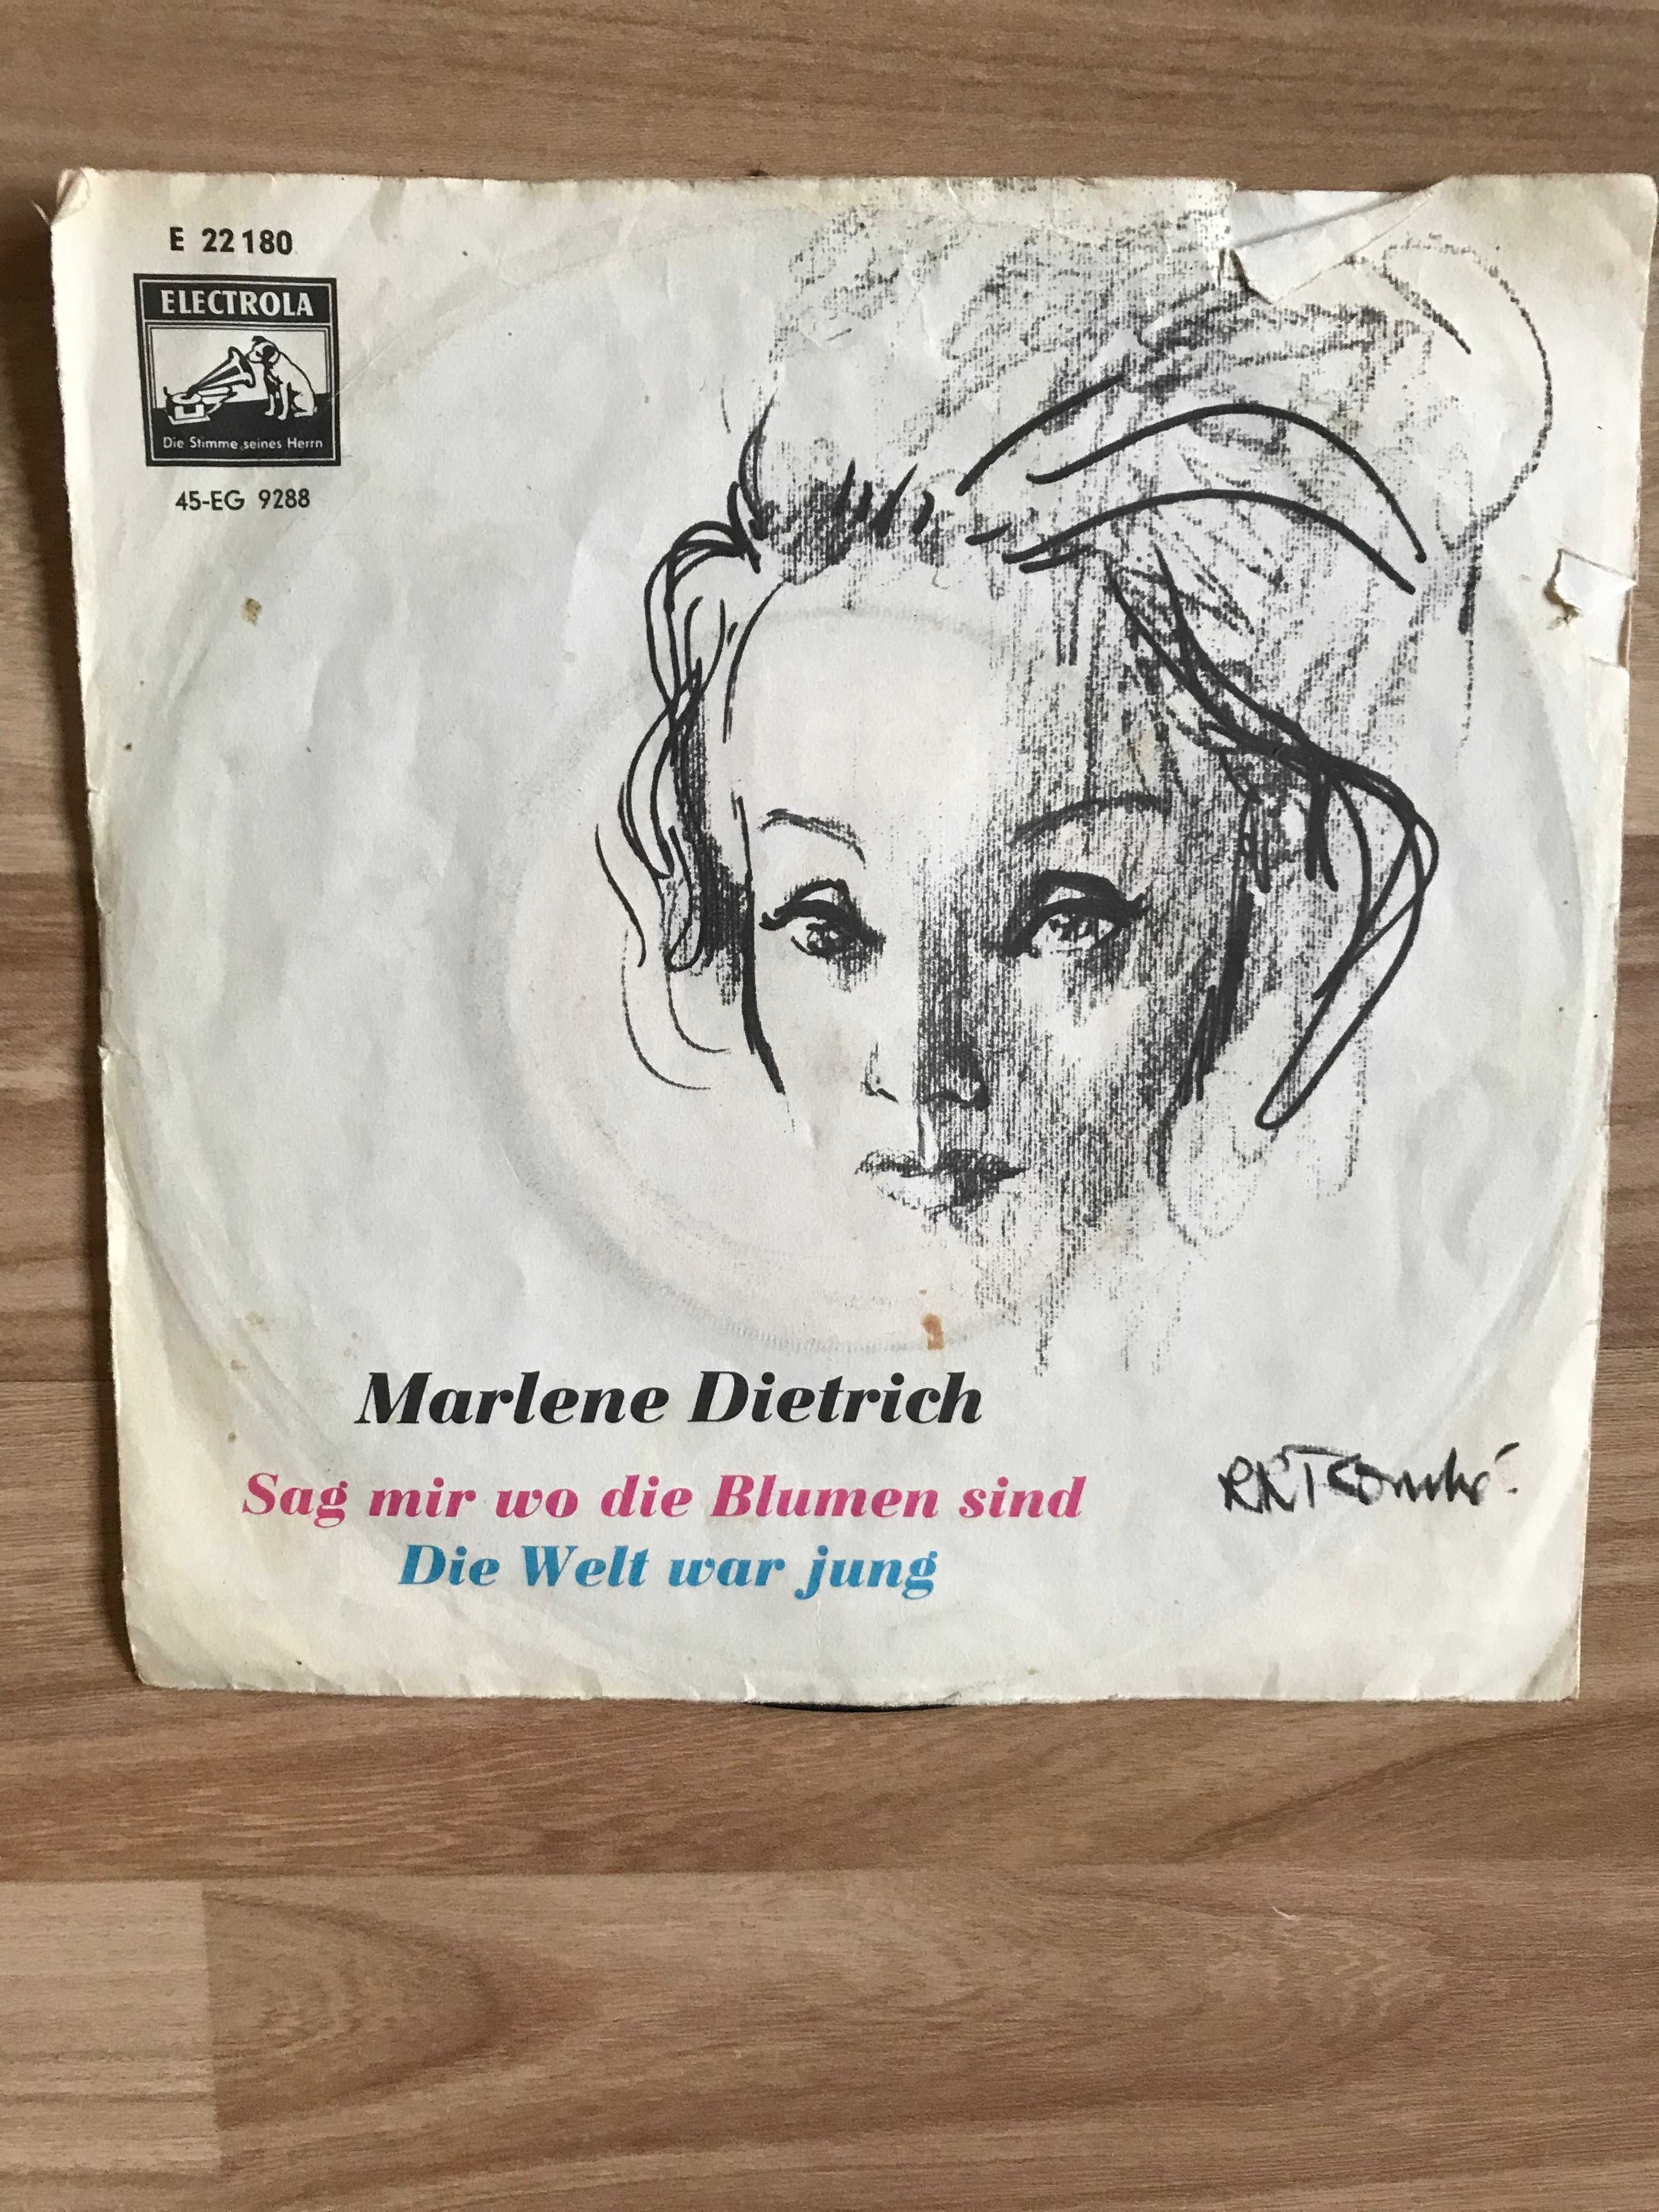 E 22180
ELECTROLA
Die Stimme seines Herrn
45-EG 9288
Marlene Dietrich
Sag mir wo die Blumen sind
Die Welt war jung